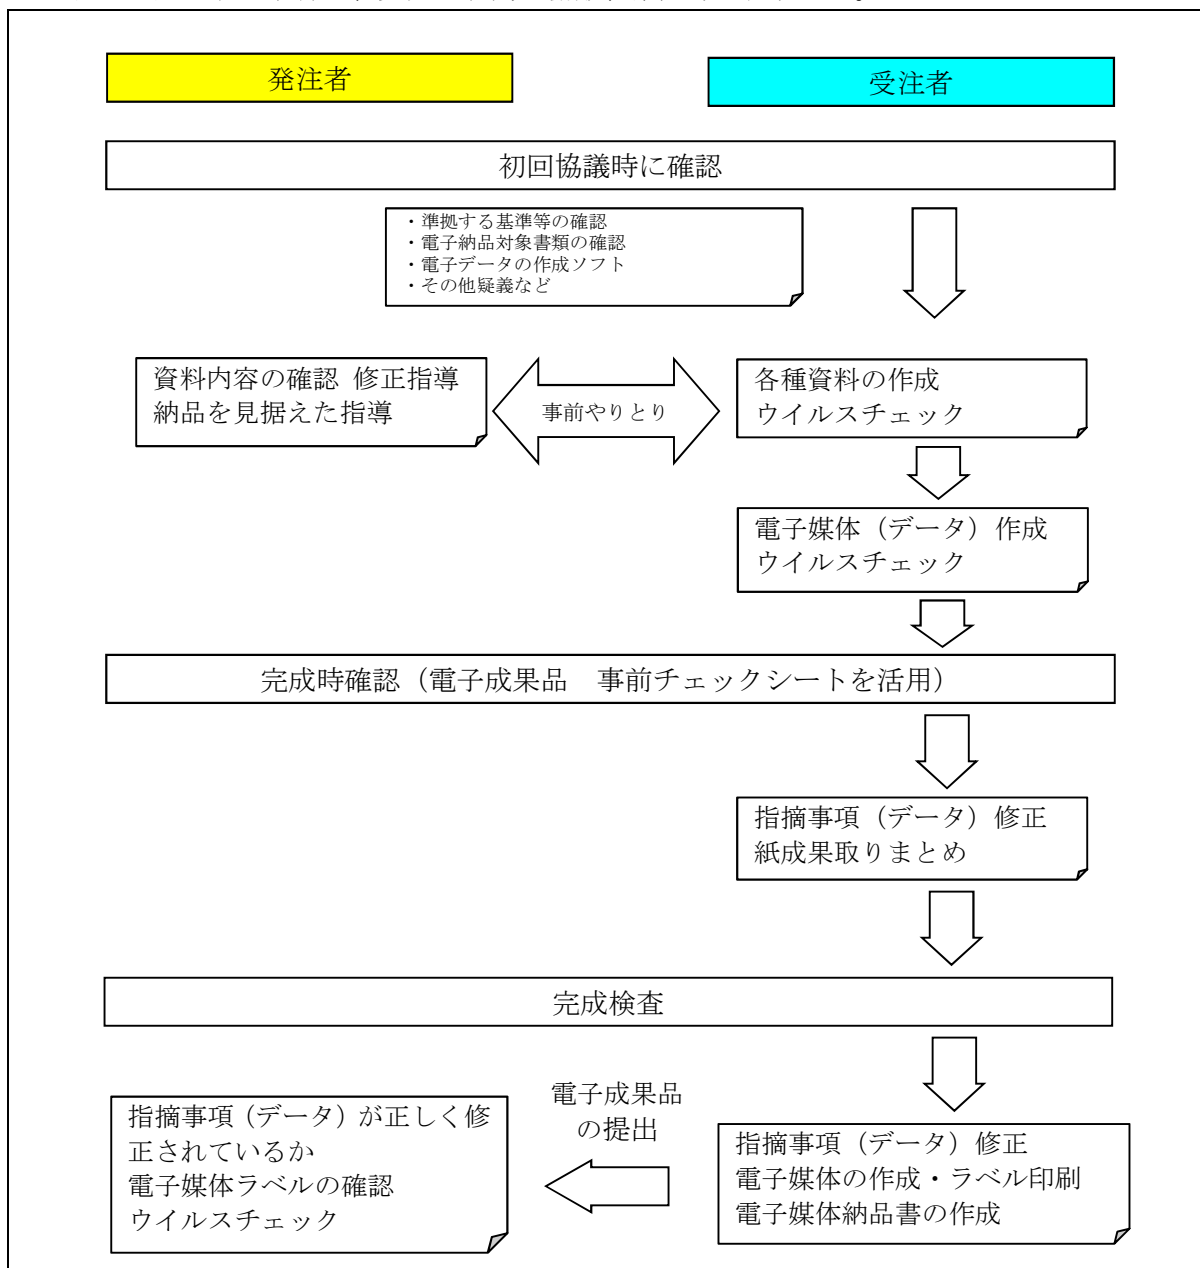 発注者
受注者
初回協議時に確認
・準拠する基準等の確認
・電子納品対象書類の確認
・電子データの作成ソフト
・その他疑義など
資料内容の確認 修正指導
納品を見据えた指導
事前やりとり
各種資料の作成
ウイルスチェック
電子媒体（データ）作成
ウイルスチェック
完成時確認（電子成果品　事前チェックシートを活用）
指摘事項（データ）修正
紙成果取りまとめ
完成検査
電子成果品
の提出
指摘事項（データ）が正しく修
正されているか
電子媒体ラベルの確認
ウイルスチェック
指摘事項（データ）修正
電子媒体の作成・ラベル印刷
電子媒体納品書の作成